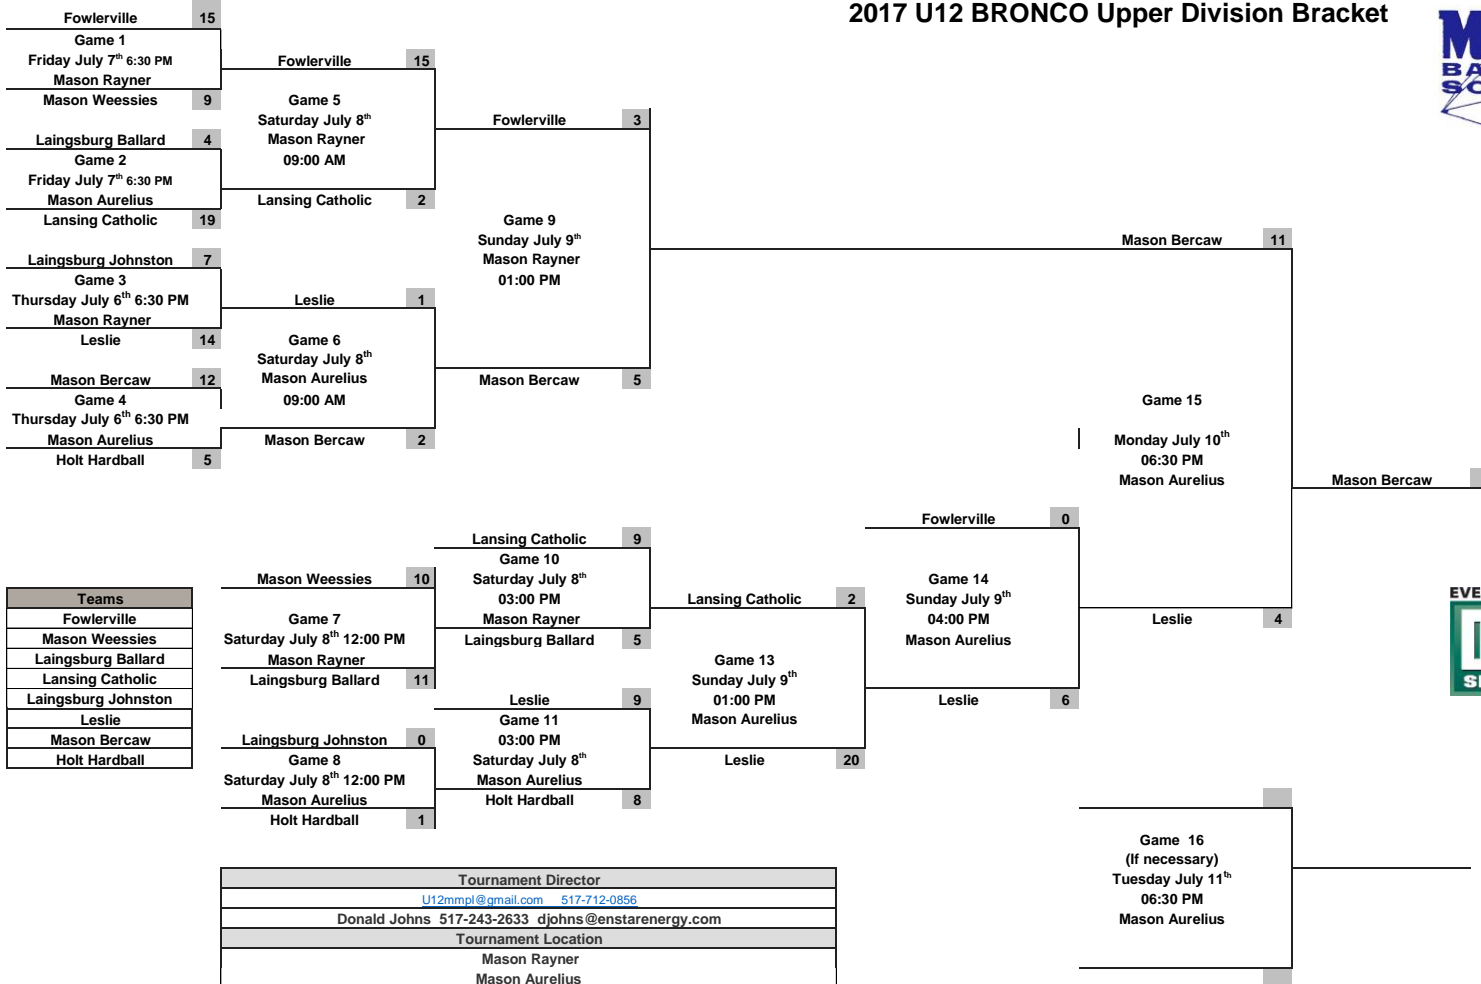 2017 U12 BRONCO Upper Division Bracket
Fowlerville 15
Game 1
Friday July 7th 6:30 PM
Mason Rayner
Mason Weessies 9
Laingsburg Ballard 4
Game 2
Friday July 7th 6:30 PM
Mason Aurelius
Lansing Catholic 19
Laingsburg Johnston 7
Game 3
Thursday July 6th 6:30 PM
Mason Rayner
Leslie 14
Mason Bercaw 12
Game 4
Thursday July 6th 6:30 PM
Mason Aurelius
Holt Hardball 5
Fowlerville 15
Game 5
Saturday July 8th
Mason Rayner
09:00 AM
Lansing Catholic 2
Leslie 1
Game 6
Saturday July 8th
Mason Aurelius
09:00 AM
Mason Bercaw 2
Fowlerville 3
Game 9
Sunday July 9th
Mason Rayner
01:00 PM
Mason Bercaw 5
Mason Bercaw 11
Game 15
Monday July 10th
06:30 PM
Mason Aurelius
Leslie 4
Mason Bercaw
Teams
Fowlerville
Mason Weessies
Laingsburg Ballard
Lansing Catholic
Laingsburg Johnston
Leslie
Mason Bercaw
Holt Hardball
Mason Weessies 10
Game 7
Saturday July 8th 12:00 PM
Mason Rayner
Laingsburg Ballard 11
Laingsburg Johnston 0
Game 8
Saturday July 8th 12:00 PM
Mason Aurelius
Holt Hardball 1
Lansing Catholic 9
Game 10
Saturday July 8th
03:00 PM
Mason Rayner
Laingsburg Ballard 5
Leslie 9
Game 11
03:00 PM
Saturday July 8th
Mason Aurelius
Holt Hardball 8
Lansing Catholic 2
Game 13
Sunday July 9th
01:00 PM
Mason Aurelius
Leslie 20
Fowlerville 0
Game 14
Sunday July 9th
04:00 PM
Mason Aurelius
Leslie 6
Game 16
(If necessary)
Tuesday July 11th
06:30 PM
Mason Aurelius
Tournament Director
U12mmpl@gmail.com 517-712-0856
Donald Johns 517-243-2633 djohns@enstarenergy.com
Tournament Location
Mason Rayner
Mason Aurelius